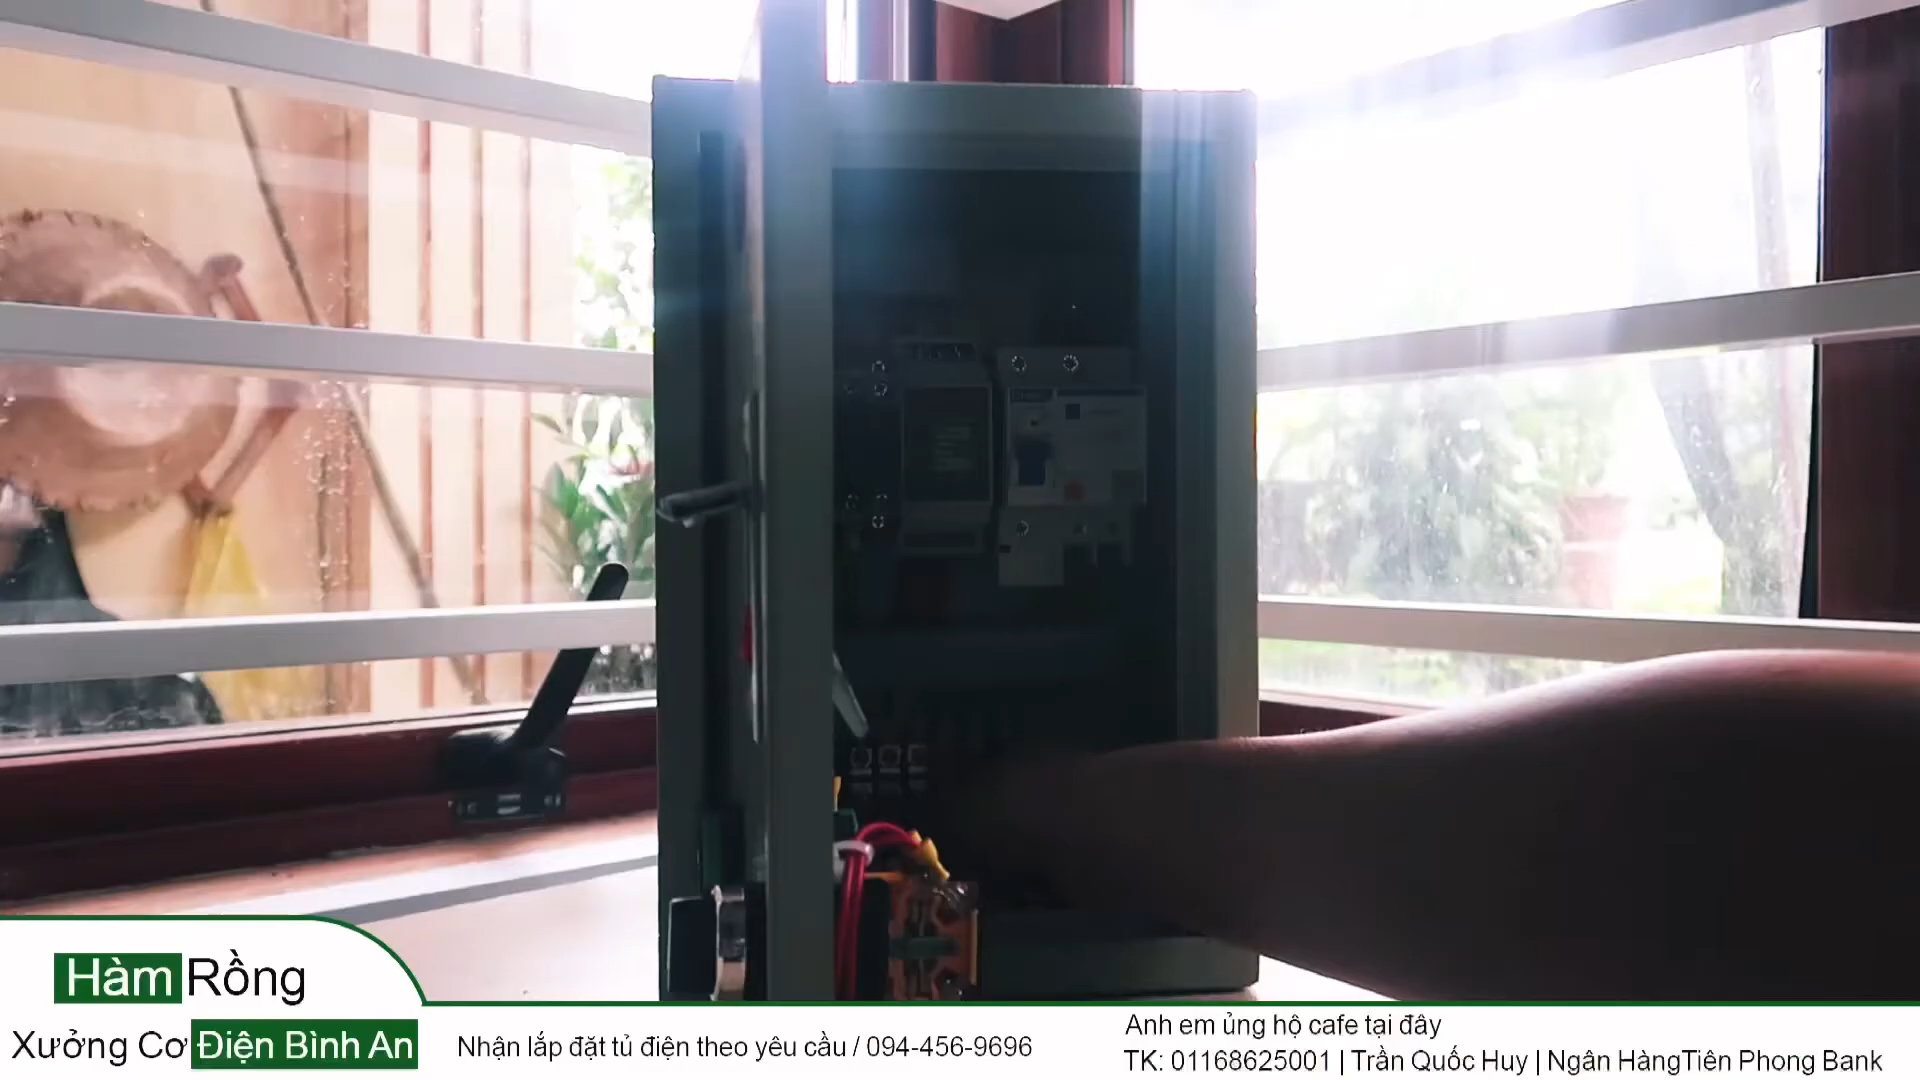 Hàm Rồng
Xưởng Cơ Điện Bình An
Nhận lắp đặt tủ điện theo yêu cầu / 094-456-9696
Anh em ủng hộ cafe tại đây
TK: 01168625001 | Trần Quốc Huy | Ngân HàngTiên Phong Bank